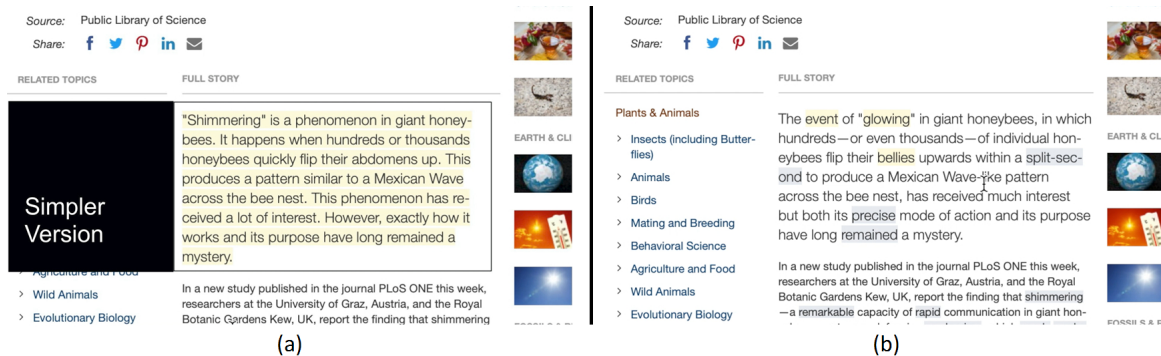 Source: Public Library of Science
Share:
RELATED TOPICS
FULL STORY
Simpler
Version
"Shimmering" is a phenomenon in giant honey-
bees. It happens when hundreds or thousands
honeybees quickly flip their abdomens up. This
produces a pattern similar to a Mexican Wave
across the bee nest. This phenomenon has re-
ceived a lot of interest. However, exactly how it
works and its purpose have long remained a
mystery.
Agriculture and Food
Wild Animals
Evolutionary Biology
In a new study published in the journal PLoS ONE this week,
researchers at the University of Graz, Austria, and the Royal
Botanic Gardens Kew, UK, report the finding that shimmering
EARTH & CLI
(a)
Source: Public Library of Science
Share:
RELATED TOPICS
FULL STORY
Plants & Animals
Insects (including Butter-
flies)
Animals
Birds
Mating and Breeding
Behavioral Science
Agriculture and Food
Wild Animals
Evolutionary Biology
The event of "glowing" in giant honeybees, in which
hundreds—or even thousands—of individual hon-
eybees flip their bellies upwards within a split-sec-
ond to produce a Mexican Wave-like pattern
across the bee nest, has received much interest
but both its precise mode of action and its purpose
have long remained a mystery.
In a new study published in the journal PLoS ONE this week,
researchers at the University of Graz, Austria, and the Royal
Botanic Gardens Kew, UK, report the finding that shimmering
—a remarkable capacity of rapid communication in giant hon-
EARTH & C
FOSSILS & F
(b)